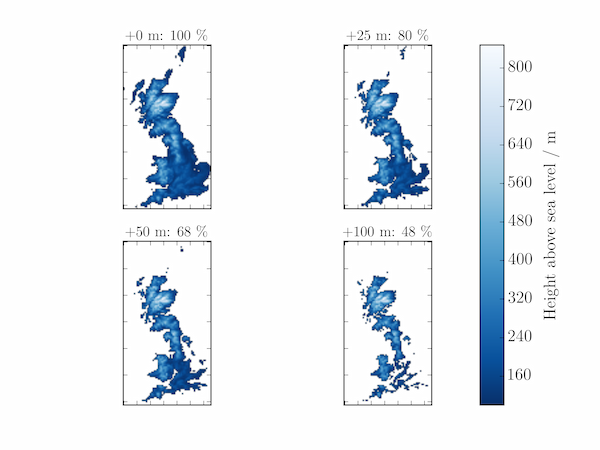 +0 m: 100 %
+25 m: 80 %
+50 m: 68 %
+100 m: 48 %
800
720
640
560
480
400
320
240
160
Height above sea level / m